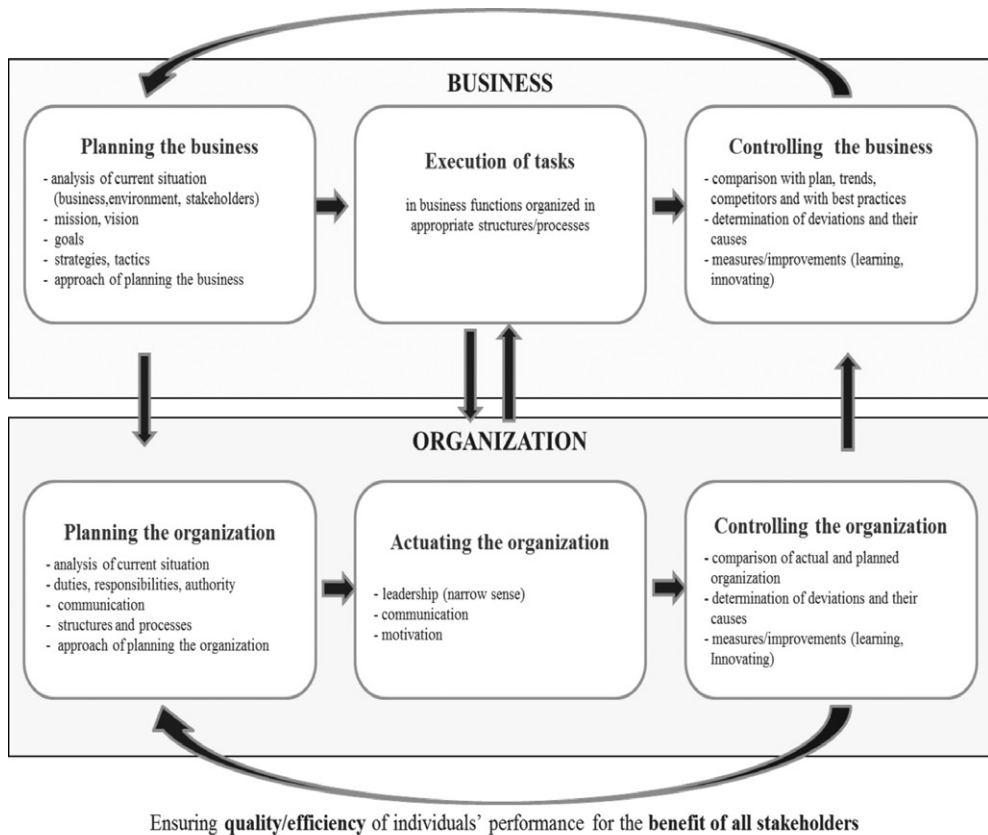 BUSINESS
Planning the business
- analysis of current situation
(business,environment, stakeholders)
- mission, vision
- goals
- strategies, tactics
- approach of planning the business
Execution of tasks
in business functions organized in
appropriate structures/processes
Controlling the business
- comparison with plan, trends,
competitors and with best practices
- determination of deviations and their
causes
- measures/improvements (learning,
innovating)
ORGANIZATION
Planning the organization
- analysis of current situation
- duties, responsibilities, authority
- communication
- structures and processes
- approach of planning the organization
Actuating the organization
- leadership (narrow sense)
- communication
- motivation
Controlling the organization
- comparison of actual and planned
organization
- determination of deviations and their
causes
- measures/improvements (learning,
Innovating)
Ensuring quality/efficiency of individuals' performance for the benefit of all stakeholders